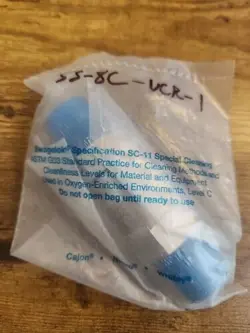 SS-8C-VCR-1
Swagelok® Specification SC-11 Special Cleaning
ASTM G93 Standard Practice for Cleaning Methods and
Cleanliness Levels for Material and Equipment
Used in Oxygen-Enriched Environments, Level C
Do not open bag until ready to use
Cajon® • Nupro® • Whitey®